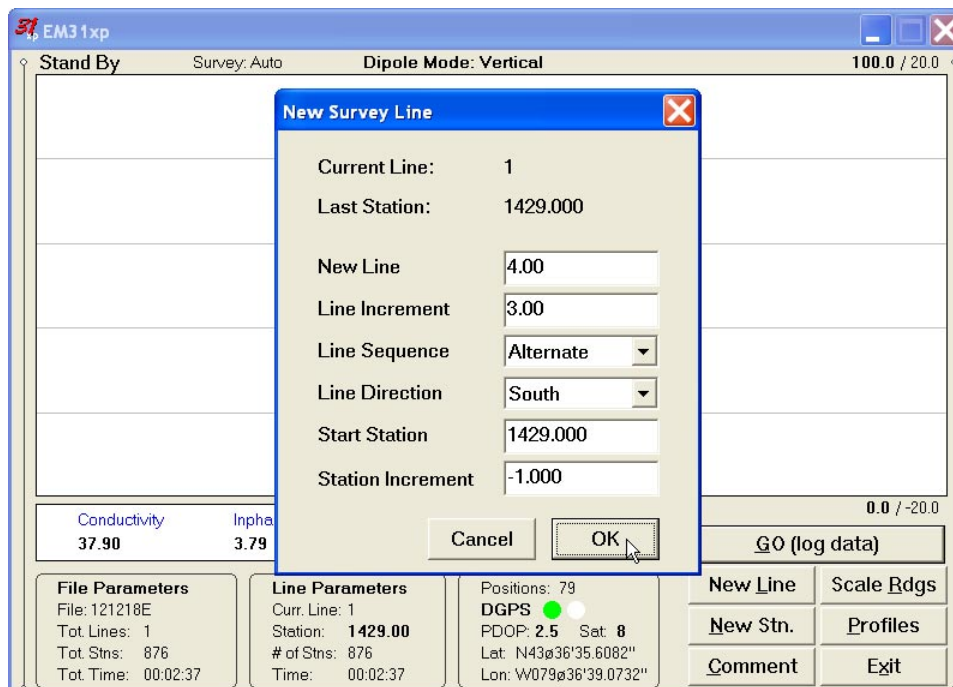 31 xp EM31xp
Stand By Survey: Auto Dipole Mode: Vertical 100.0 / 20.0
New Survey Line
Current Line: 1
Last Station: 1429.000
New Line 4.00
Line Increment 3.00
Line Sequence Alternate
Line Direction South
Start Station 1429.000
Station Increment -1.000
Cancel OK
0.0 / -20.0
Conductivity Inpha
37.90 3.79
GO (log data)
New Line Scale Rdgs
New Stn. Profiles
Comment Exit
File Parameters
File: 121218E
Tot. Lines: 1
Tot. Stns: 876
Tot. Time: 00:02:37
Line Parameters
Curr. Line: 1
Station: 1429.00
# of Stns: 876
Time: 00:02:37
Positions: 79
DGPS
PDOP: 2.5 Sat: 8
Lat: N43ø36'35.6082"
Lon: W079ø36'39.0732"